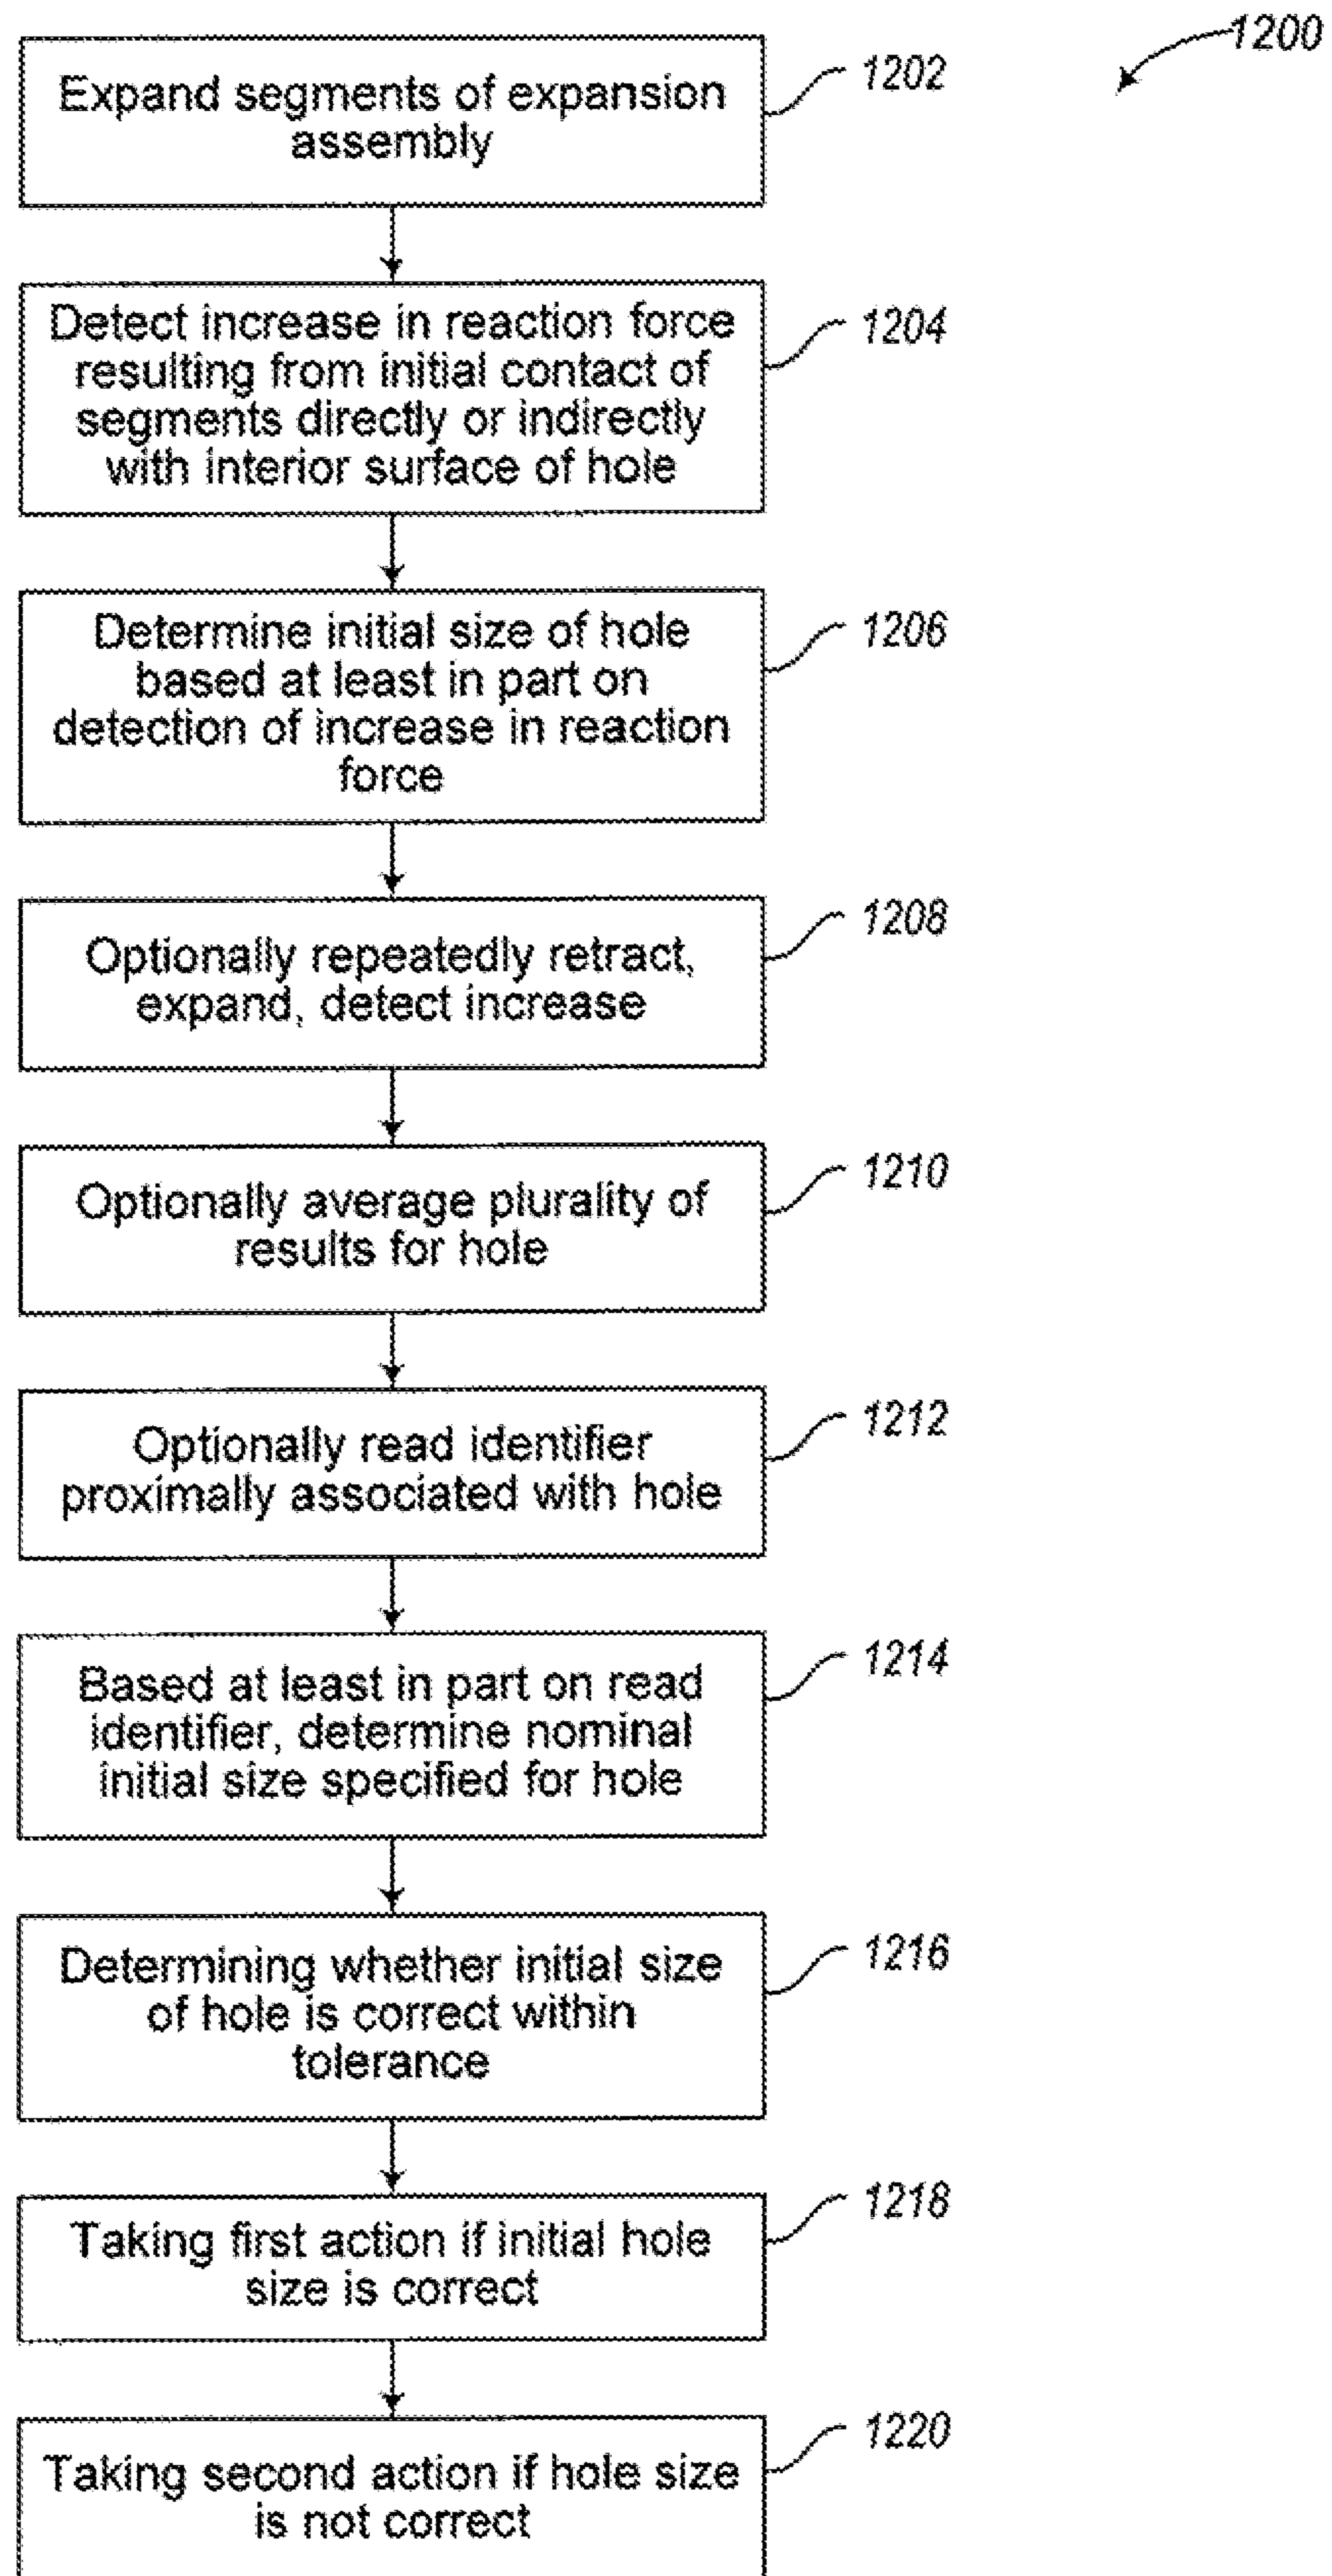 1200
Expand segments of expansion
assembly
1202
Detect increase in reaction force
resulting from initial contact of
segments directly or indirectly
with interior surface of hole
1204
Determine initial size of hole
based at least in part on
detection of increase in reaction
force
1206
Optionally repeatedly retract,
expand, detect increase
1208
Optionally average plurality of
results for hole
1210
Optionally read identifier
proximally associated with hole
1212
Based at least in part on read
identifier, determine nominal
initial size specified for hole
1214
Determining whether initial size
of hole is correct within
tolerance
1216
Taking first action if initial hole
size is correct
1218
Taking second action if hole size
is not correct
1220